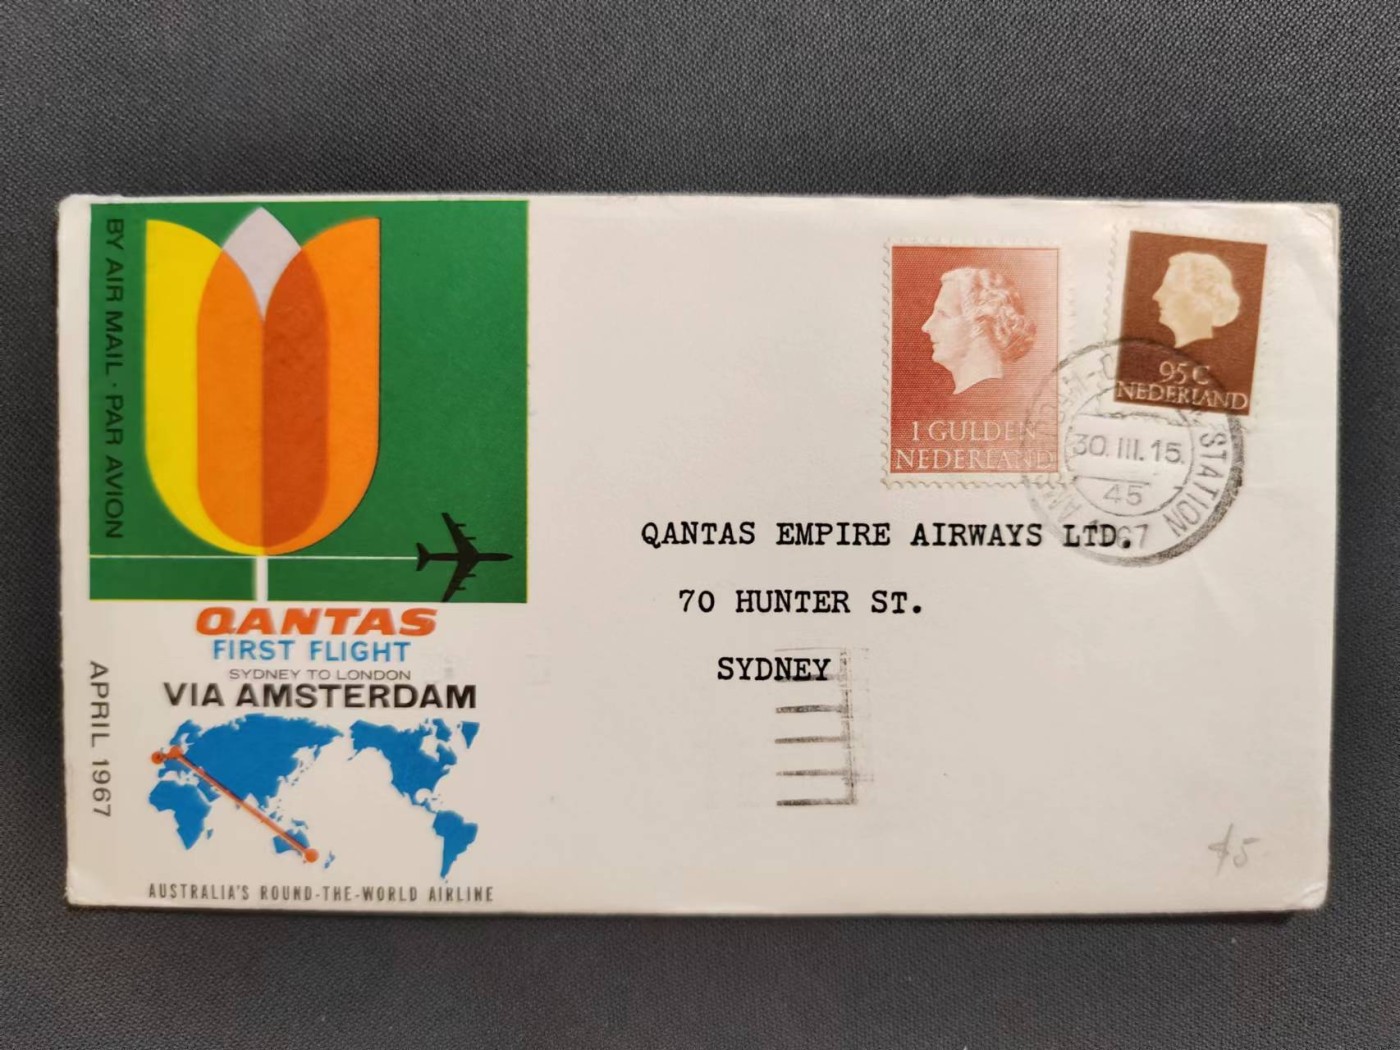 BY AIR MAIL · PAR AVION
QANTAS
FIRST FLIGHT
SYDNEY TO LONDON
VIA AMSTERDAM
APRIL 1967
AUSTRALIA'S ROUND-THE-WORLD AIRLINE
1 GULDEN
NEDERLAND
95 C
NEDERLAND
STATION
30.III.15.
45
1967
QANTAS EMPIRE AIRWAYS LTD.
70 HUNTER ST.
SYDNEY